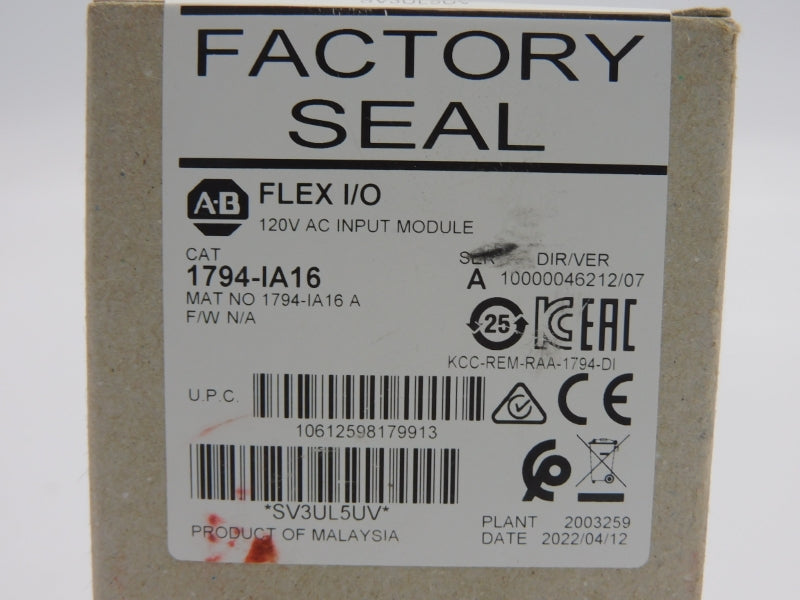 FACTORY
SEAL
A-B
FLEX I/O
120V AC INPUT MODULE
CAT
1794-IA16
MAT NO 1794-IA16 A
F/W N/A
SER DIR/VER
A 10000046212/07
25 EAC
KCC-REM-RAA-1794-DI
U.P.C.
10612598179913
CE
*SV3UL5UV*
PRODUCT OF MALAYSIA
PLANT 2003259
DATE 2022/04/12